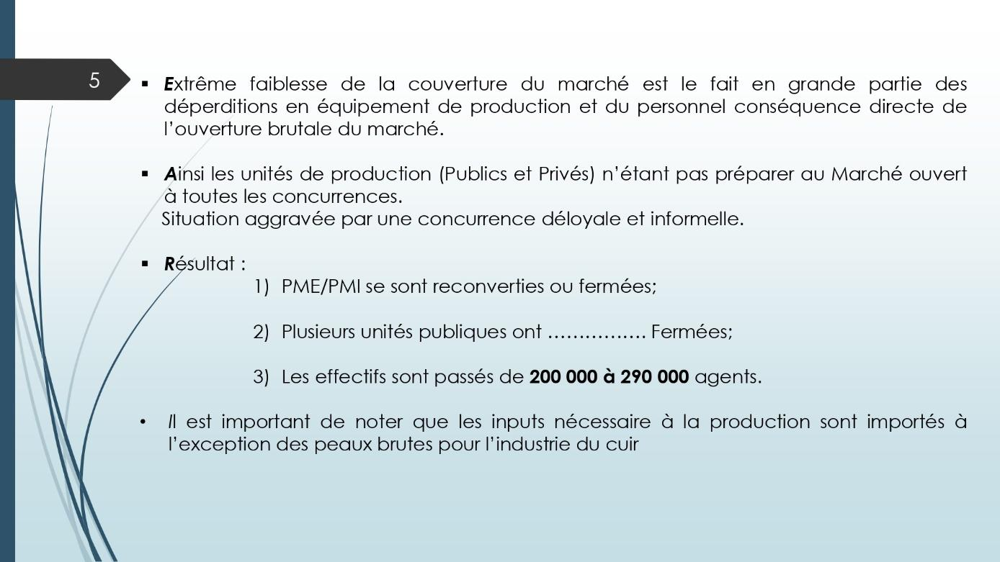 5
▪ Extrême faiblesse de la couverture du marché est le fait en grande partie des
déperditions en équipement de production et du personnel conséquence directe de
l’ouverture brutale du marché.
▪ Ainsi les unités de production (Publics et Privés) n’étant pas préparer au Marché ouvert
à toutes les concurrences.
Situation aggravée par une concurrence déloyale et informelle.
▪ Résultat :
1) PME/PMI se sont reconverties ou fermées;
2) Plusieurs unités publiques ont ................ Fermées;
3) Les effectifs sont passés de 200 000 à 290 000 agents.
• Il est important de noter que les inputs nécessaire à la production sont importés à
l’exception des peaux brutes pour l’industrie du cuir